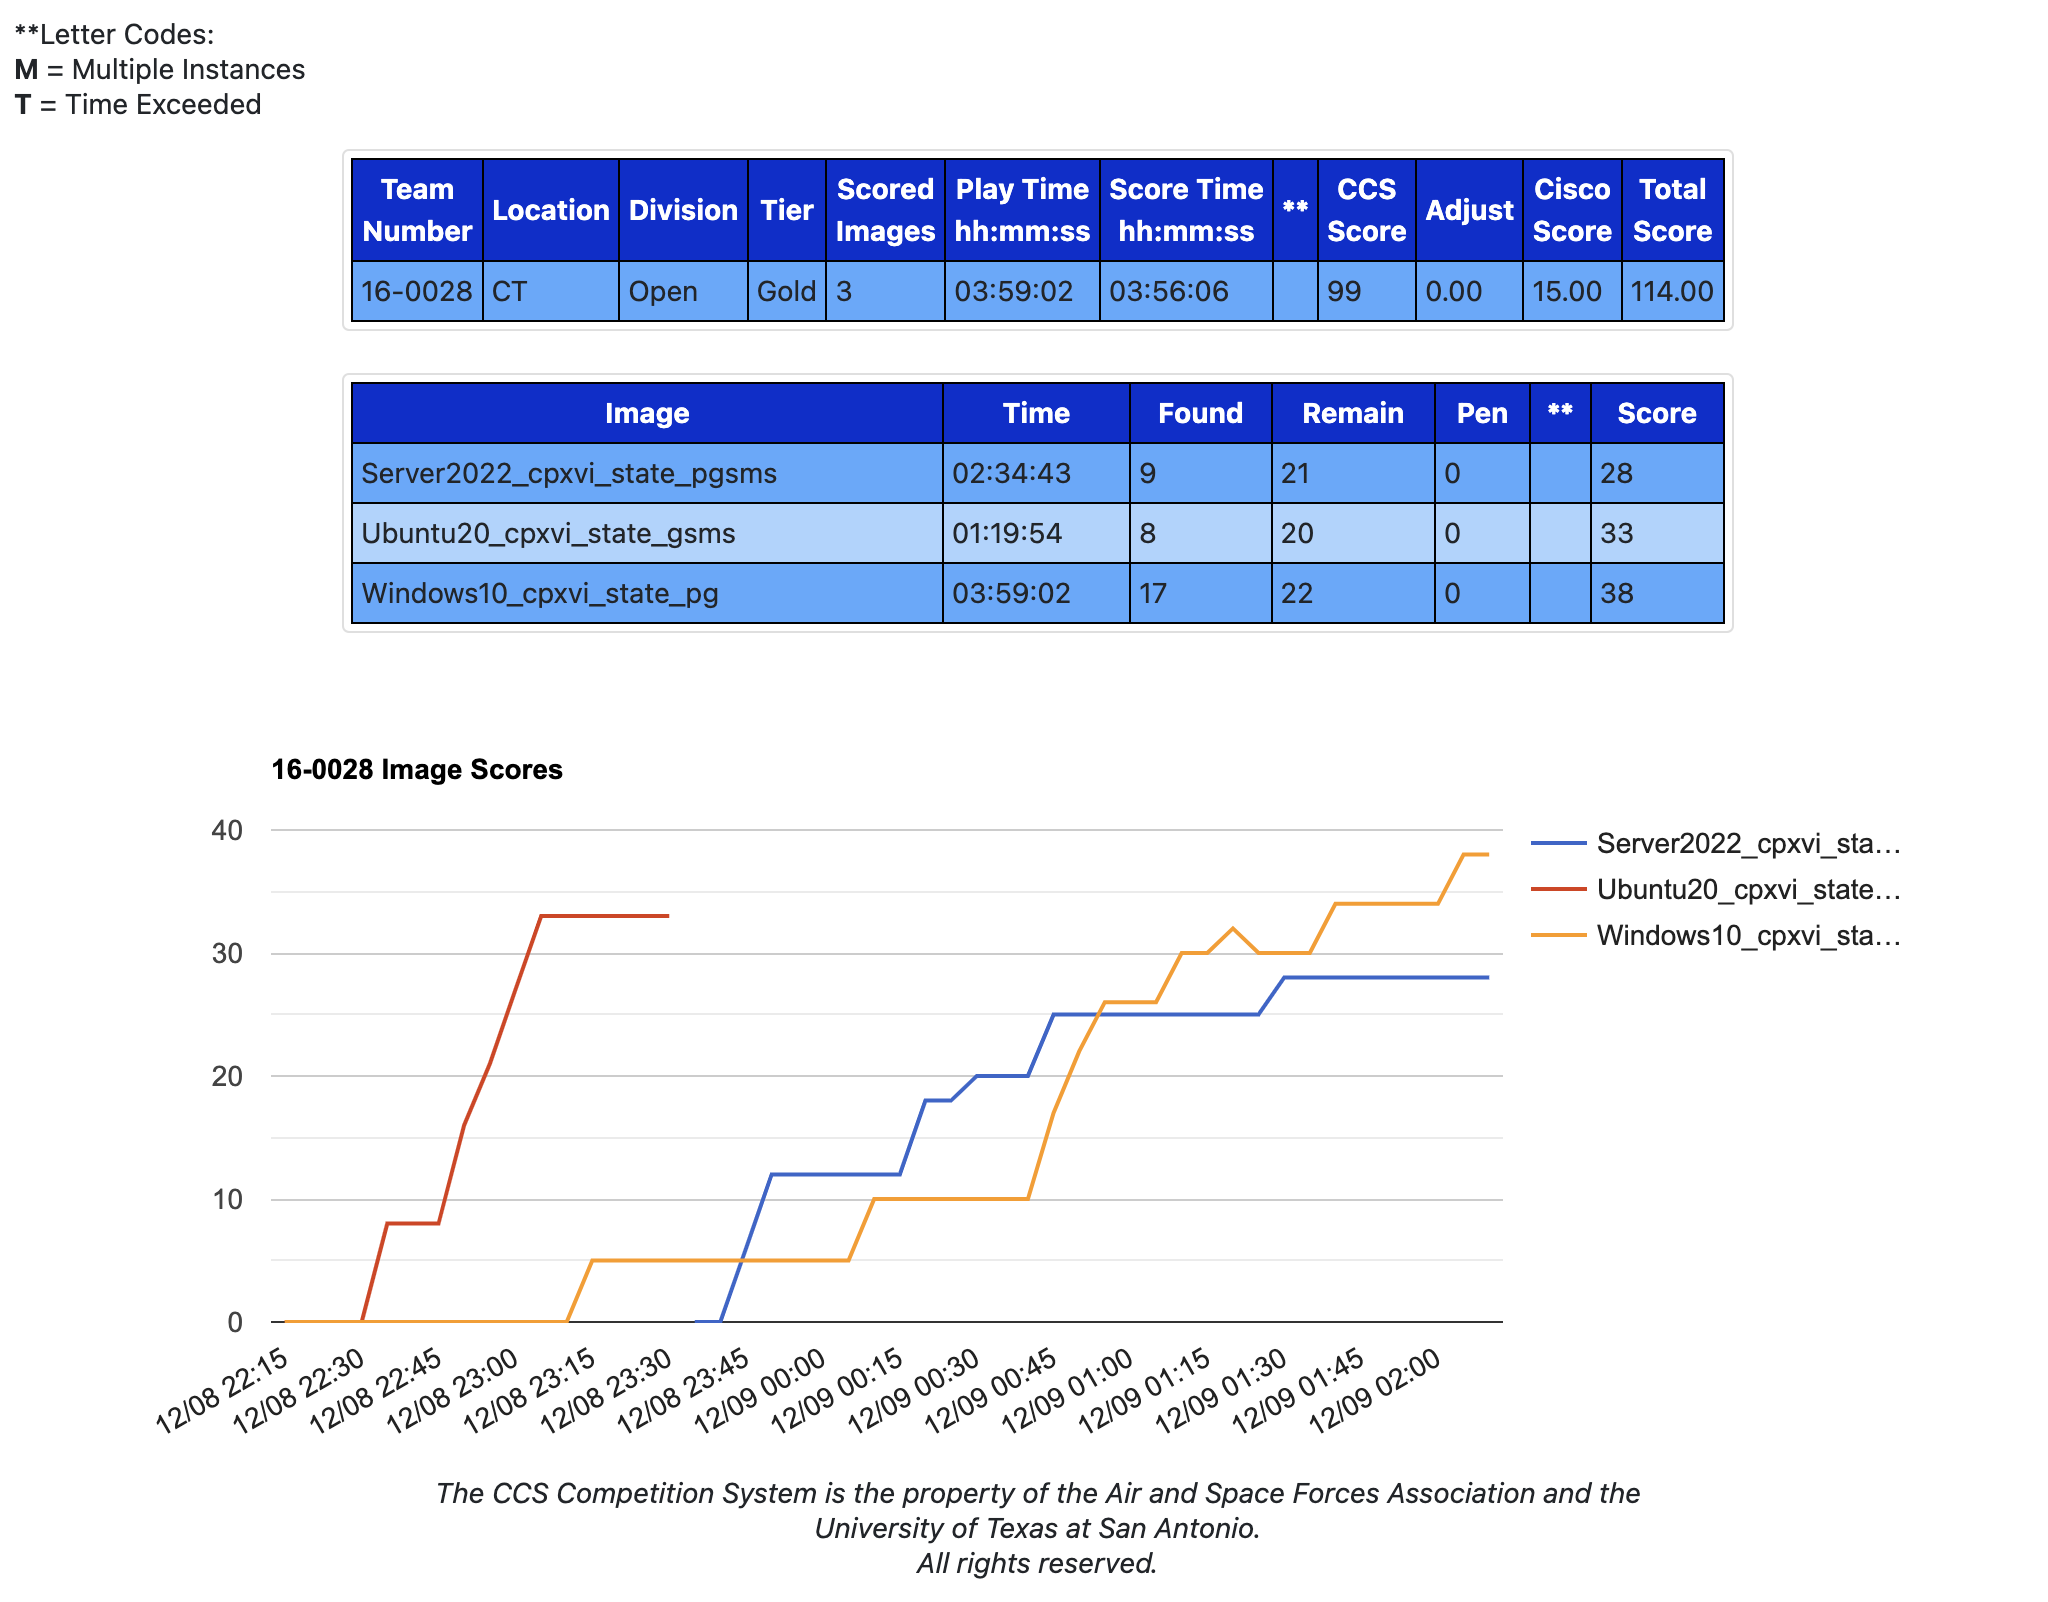 **Letter Codes:
M = Multiple Instances
T = Time Exceeded
Team Number Location Division Tier Scored Images Play Time hh:mm:ss Score Time hh:mm:ss ** CCS Score Adjust Cisco Score Total Score
16-0028 CT Open Gold 3 03:59:02 03:56:06 99 0.00 15.00 114.00
Image Time Found Remain Pen ** Score
Server2022_cpxvi_state_pgsms 02:34:43 9 21 0 28
Ubuntu20_cpxvi_state_gsms 01:19:54 8 20 0 33
Windows10_cpxvi_state_pg 03:59:02 17 22 0 38
16-0028 Image Scores
40
30
20
10
0
Server2022_cpxvi_sta...
Ubuntu20_cpxvi_state...
Windows10_cpxvi_sta...
12/08 22:15
12/08 22:30
12/08 22:45
12/08 23:00
12/08 23:15
12/08 23:30
12/08 23:45
12/09 00:00
12/09 00:15
12/09 00:30
12/09 00:45
12/09 01:00
12/09 01:15
12/09 01:30
12/09 01:45
12/09 02:00
The CCS Competition System is the property of the Air and Space Forces Association and the
University of Texas at San Antonio.
All rights reserved.